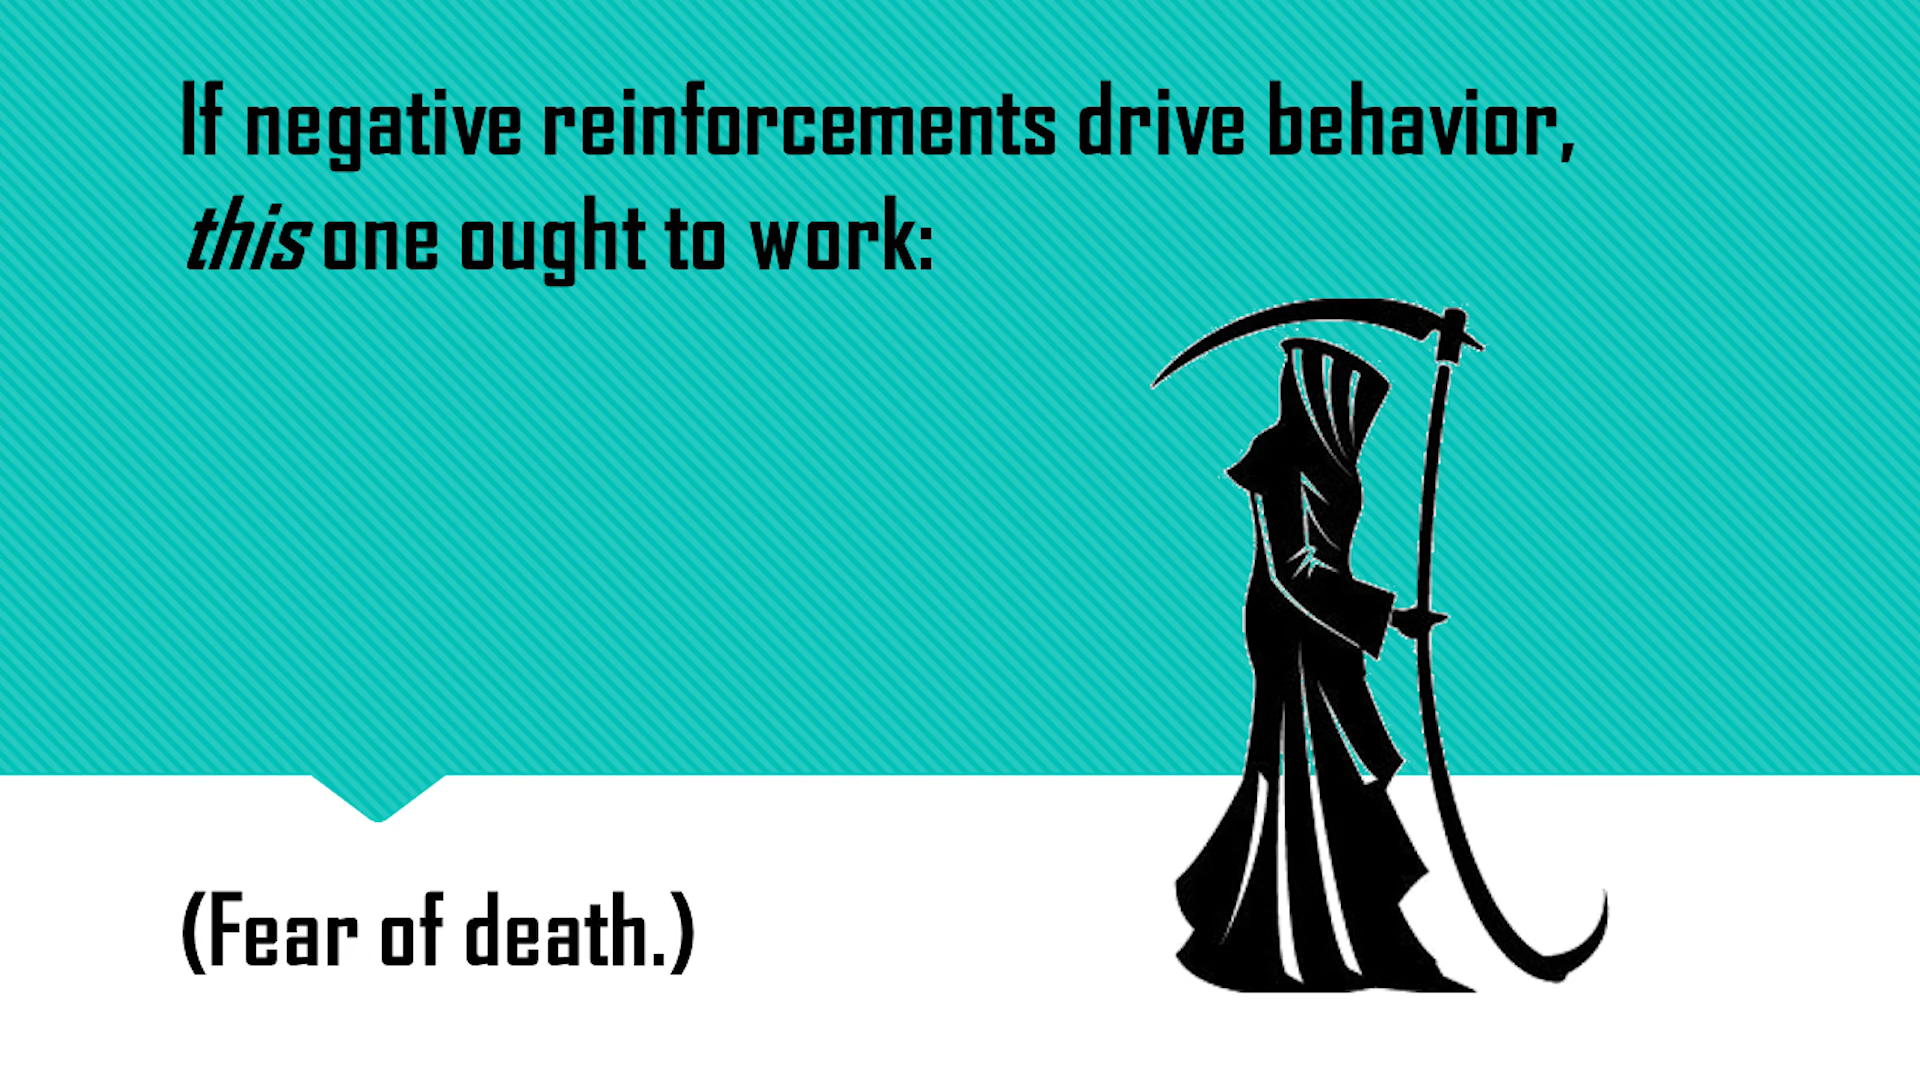 If negative reinforcements drive behavior,
this one ought to work:
(Fear of death.)